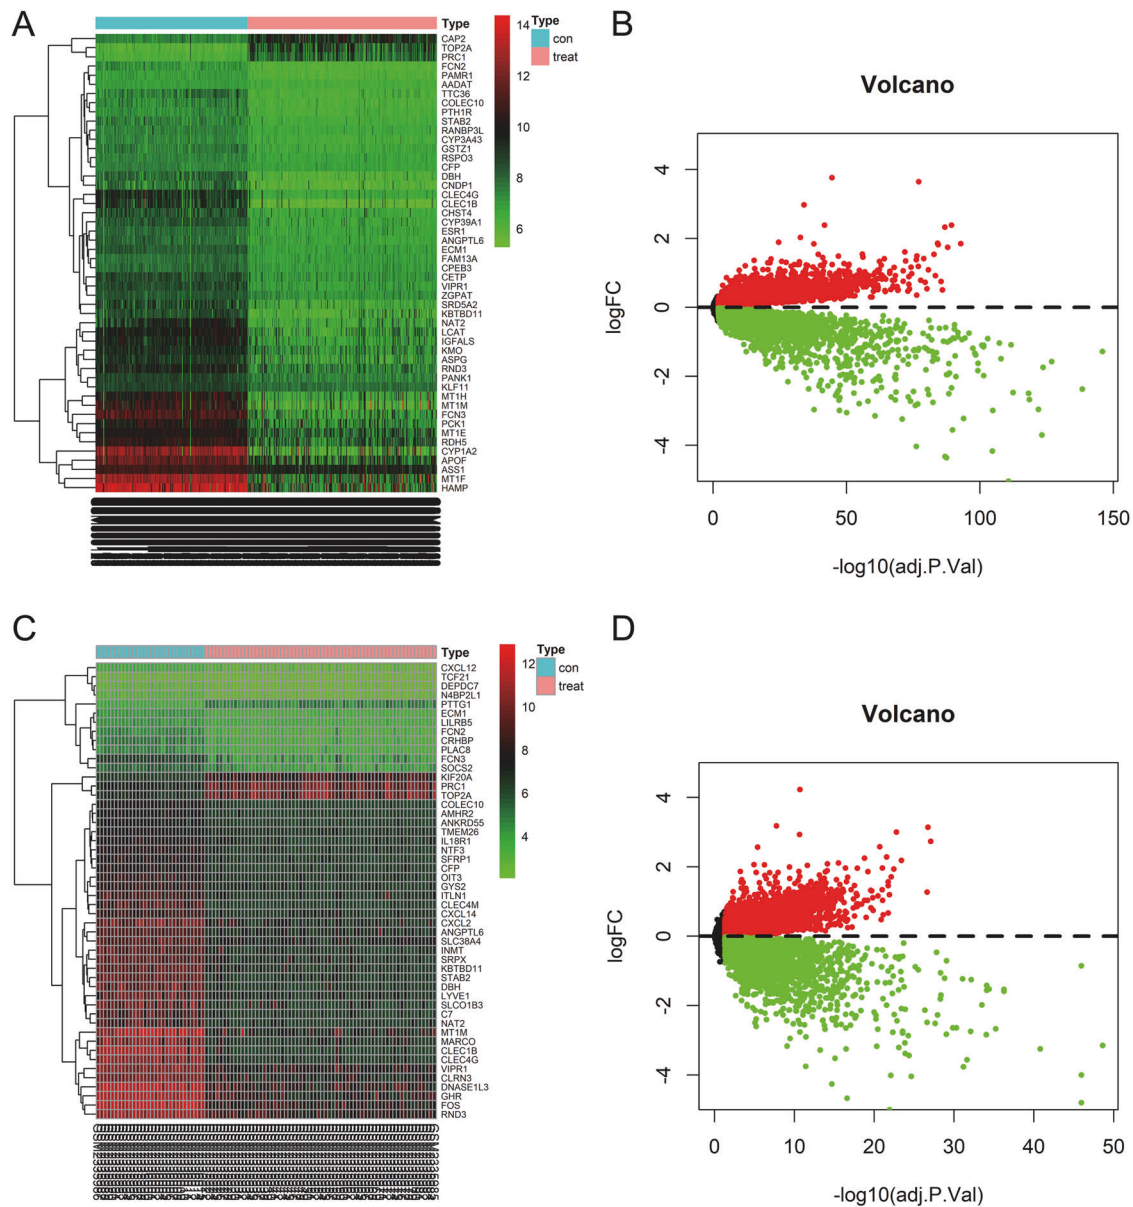 A
Type
CAP2
TOP2A
PRC1
FCN2
PAMR1
AADAT
TTC36
COLEC10
PTH1R
STAB2
RANBP3L
CYP3A43
GSTZ1
RSPO3
CFP
DBH
CNDP1
CLEC4G
CLEC1B
CHST4
CYP39A1
ESR1
ANGPTL6
ECM1
FAM13A
CPEB3
CETP
VIPR1
ZGPAT
SRD5A2
KBTBD11
NAT2
LCAT
IGFALS
KMO
ASPG
RND3
PANK1
KLF11
MT1H
MT1M
FCN3
PCK1
MT1E
RDH5
CYP1A2
APOF
ASS1
MT1F
HAMP
14
12
10
8
6
Type
con
treat
B
Volcano
logFC
4
2
0
-2
-4
0 50 100 150
-log10(adj.P.Val)
C
Type
CXCL12
TCF21
DEPDC7
N4BP2L1
PTTG1
ECM1
LILRB5
FCN2
CRHBP
PLAC8
FCN3
SOCS2
KIF20A
PRC1
TOP2A
COLEC10
AMHR2
ANKRD55
TMEM26
IL18R1
NTF3
SFRP1
CFP
OIT3
GYS2
ITLN1
CLEC4M
CXCL14
CXCL2
ANGPTL6
SLC38A4
INMT
SRPX
KBTBD11
STAB2
DBH
LYVE1
SLCO1B3
C7
NAT2
MT1M
MARCO
CLEC1B
CLEC4G
VIPR1
CLRN3
DNASE1L3
GHR
FOS
RND3
12
10
8
6
4
Type
con
treat
D
Volcano
logFC
4
2
0
-2
-4
0 10 20 30 40 50
-log10(adj.P.Val)